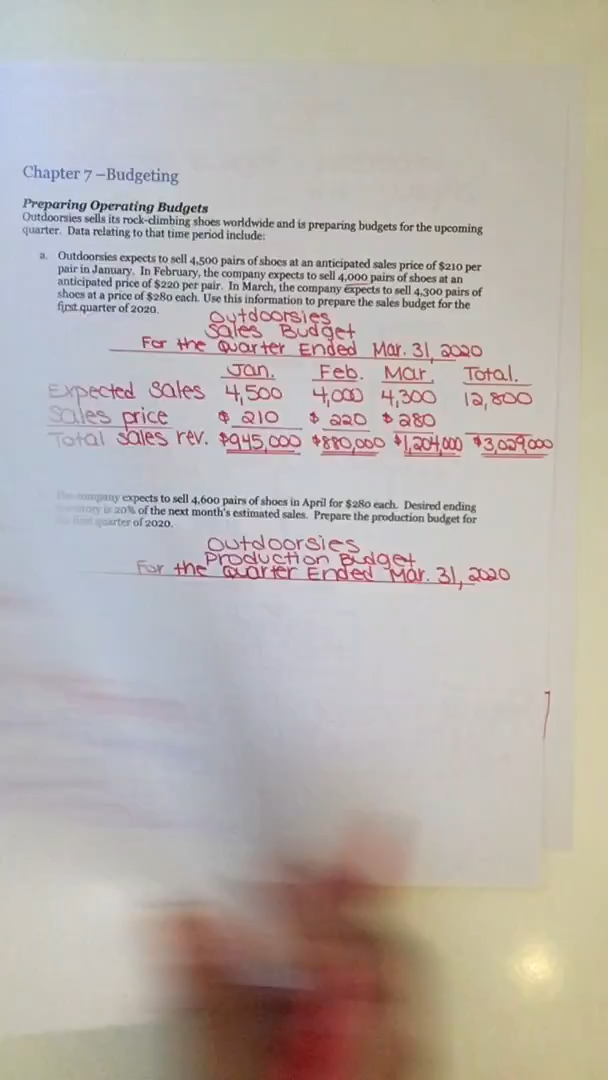 Chapter 7 –Budgeting
Preparing Operating Budgets
Outdoorsies sells its rock-climbing shoes worldwide and is preparing budgets for the upcoming
quarter. Data relating to that time period include:
a. Outdoorsies expects to sell 4,500 pairs of shoes at an anticipated sales price of $210 per
pair in January. In February, the company expects to sell 4,000 pairs of shoes at an
anticipated price of $220 per pair. In March, the company expects to sell 4,300 pairs of
shoes at a price of $280 each. Use this information to prepare the sales budget for the
first quarter of 2020.
Outdoorsies
Sales Budget
For the Quarter Ended Mar. 31, 2020
Jan. Feb. Mar. Total.
Expected Sales 4,500 4,000 4,300 12,800
Sales price $ 210 $ 220 $ 280
Total sales rev. $945,000 $880,000 $1,204,000 $3,029,000
company expects to sell 4,600 pairs of shoes in April for $280 each. Desired ending
is 20% of the next month's estimated sales. Prepare the production budget for
quarter of 2020.
Outdoorsies
Production Budget
For the Quarter Ended Mar. 31, 2020